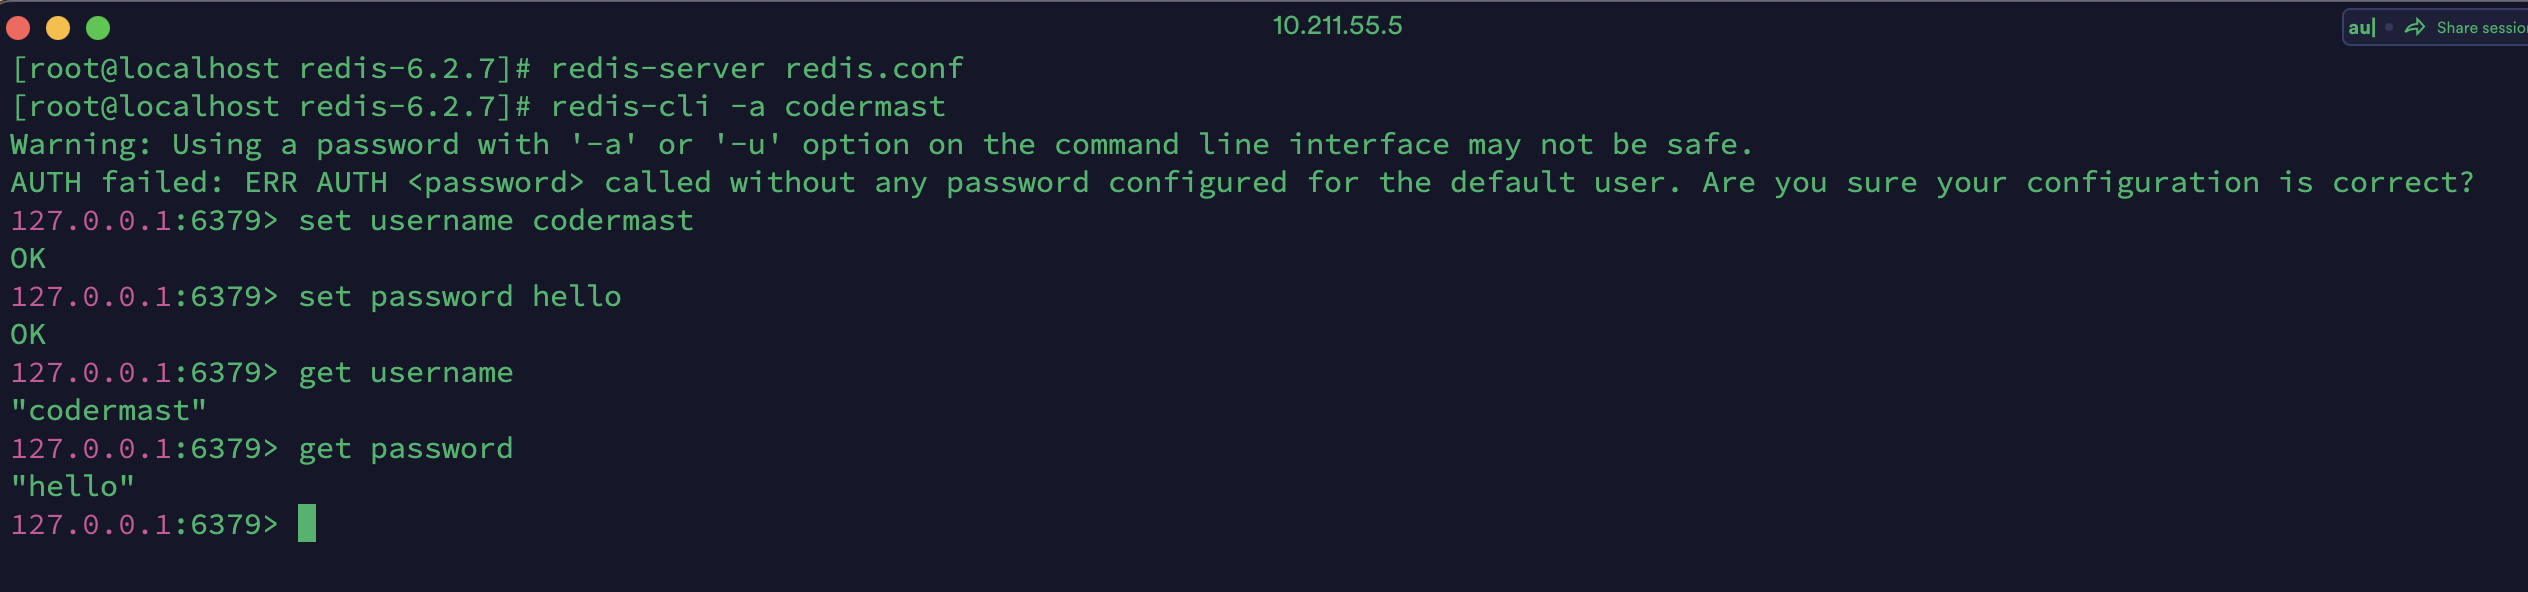 10.211.55.5
au
Share sessio
[root@localhost redis-6.2.7]# redis-server redis.conf
[root@localhost redis-6.2.7]# redis-cli -a codermast
Warning: Using a password with '-a' or '-u' option on the command line interface may not be safe.
AUTH failed: ERR AUTH <password> called without any password configured for the default user. Are you sure your configuration is correct?
127.0.0.1:6379> set username codermast
OK
127.0.0.1:6379> set password hello
OK
127.0.0.1:6379> get username
"codermast"
127.0.0.1:6379> get password
"hello"
127.0.0.1:6379>